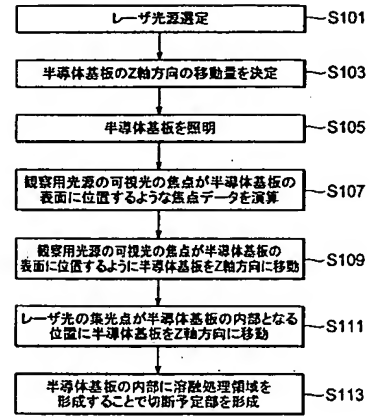 レーザ光源選定
S101
半導体基板のZ軸方向の移動量を決定
S103
半導体基板を照明
S105
観察用光源の可視光の焦点が半導体基板の
表面に位置するような焦点データを演算
S107
観察用光源の可視光の焦点が半導体基板の
表面に位置するように半導体基板をZ軸方向に移動
S109
レーザ光の集光点が半導体基板の内部となる
位置に半導体基板をZ軸方向に移動
S111
半導体基板の内部に溶融処理領域を
形成することで切断予定部を形成
S113